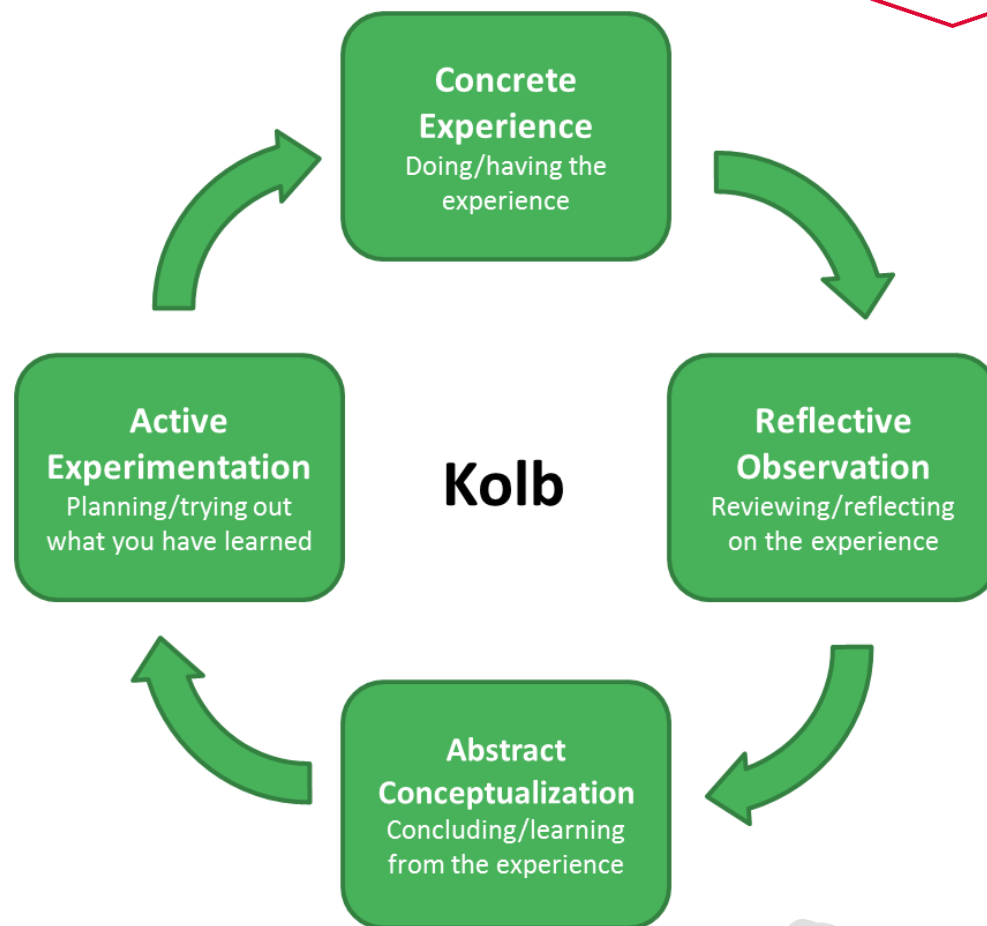 Concrete
Experience
Doing/having the
experience
Active
Experimentation
Planning/trying out
what you have learned
Kolb
Reflective
Observation
Reviewing/reflecting
on the experience
Abstract
Conceptualization
Concluding/learning
from the experience